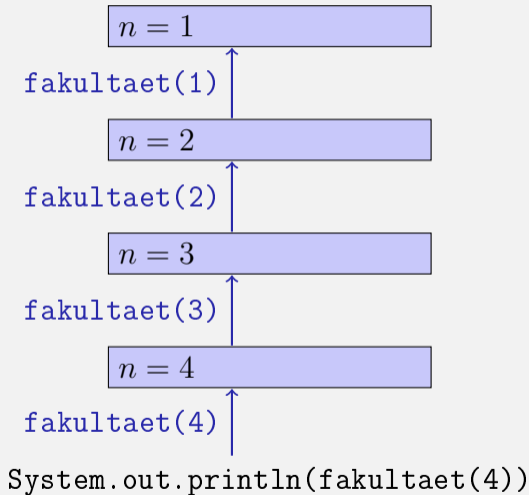 n = 1
fakultaet(1)
n = 2
fakultaet(2)
n = 3
fakultaet(3)
n = 4
fakultaet(4)
System.out.println(fakultaet(4))